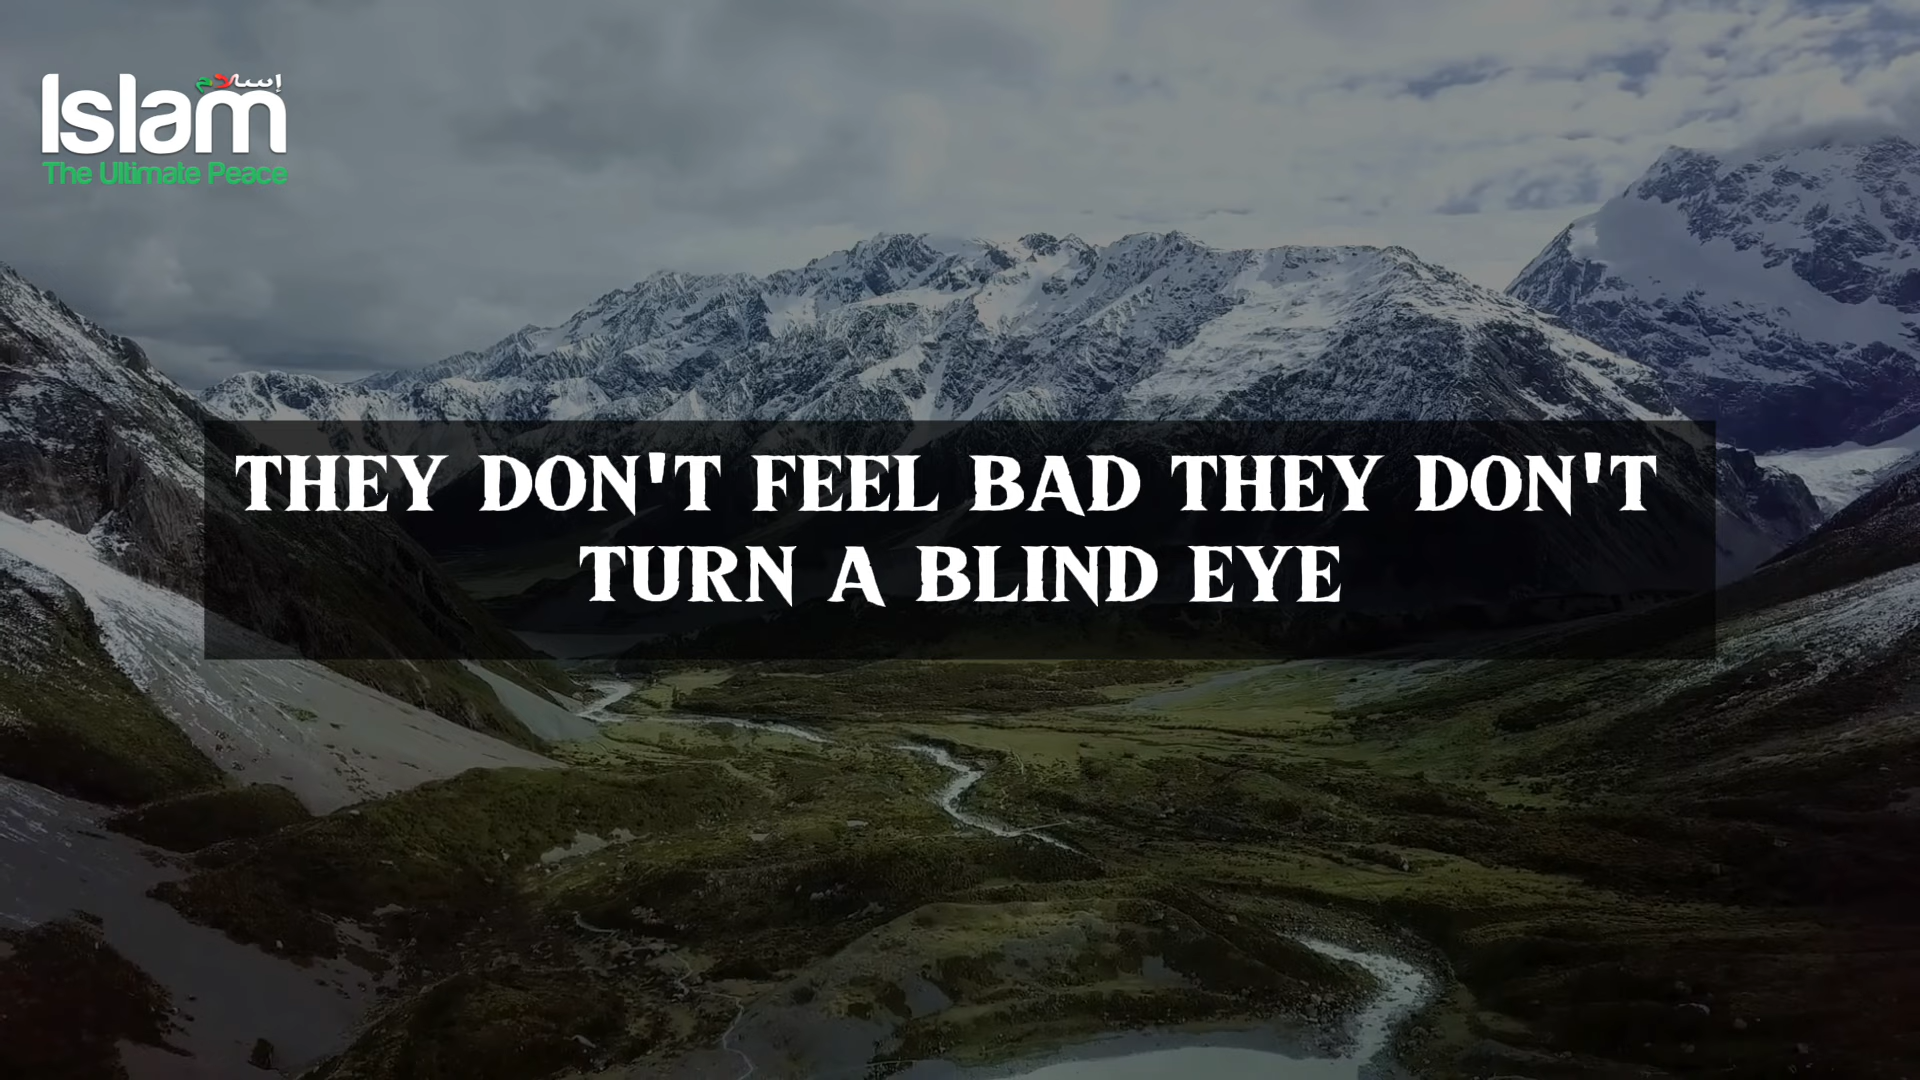 إسلام
Islam
The Ultimate Peace
THEY DON'T FEEL BAD THEY DON'T
TURN A BLIND EYE